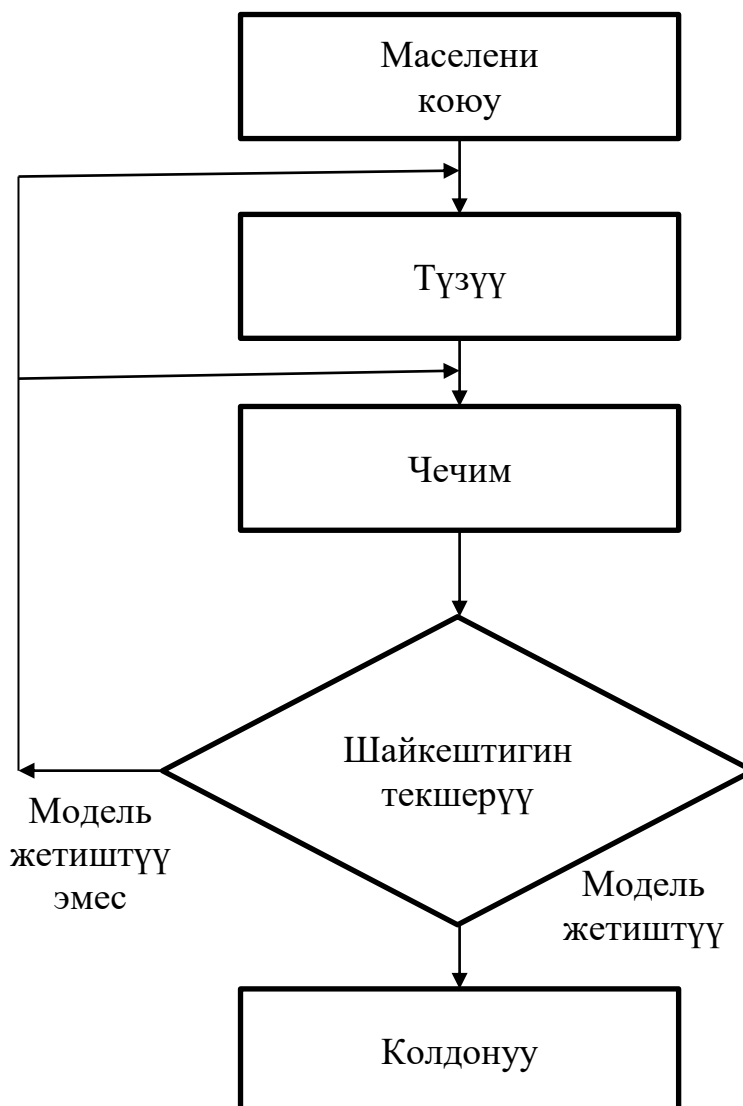 Маселени
коюу
Түзүү
Чечим
Шайкештигин
текшерүү
Модель
жетиштүү
эмес
Модель
жетиштүү
Колдонуу